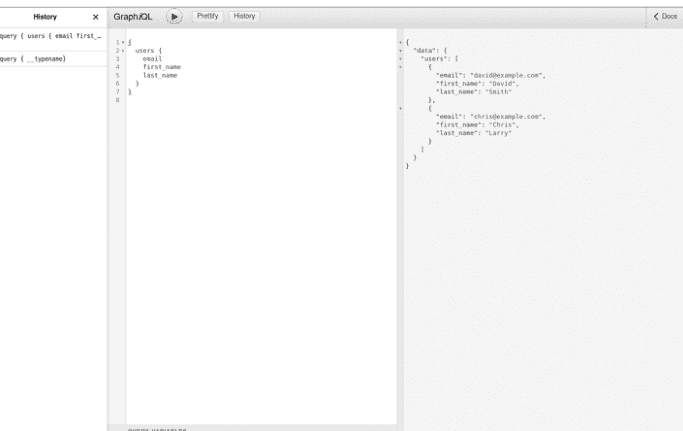 History ✕
query { users { email first_…
query { __typename}
GraphiQL Prettify History Docs
1 {
2 users {
3 email
4 first_name
5 last_name
6 }
7 }
8
{
"data": {
"users": [
{
"email": "david@example.com",
"first_name": "David",
"last_name": "Smith"
},
{
"email": "chris@example.com",
"first_name": "Chris",
"last_name": "Larry"
}
]
}
}
QUERY VARIABLES